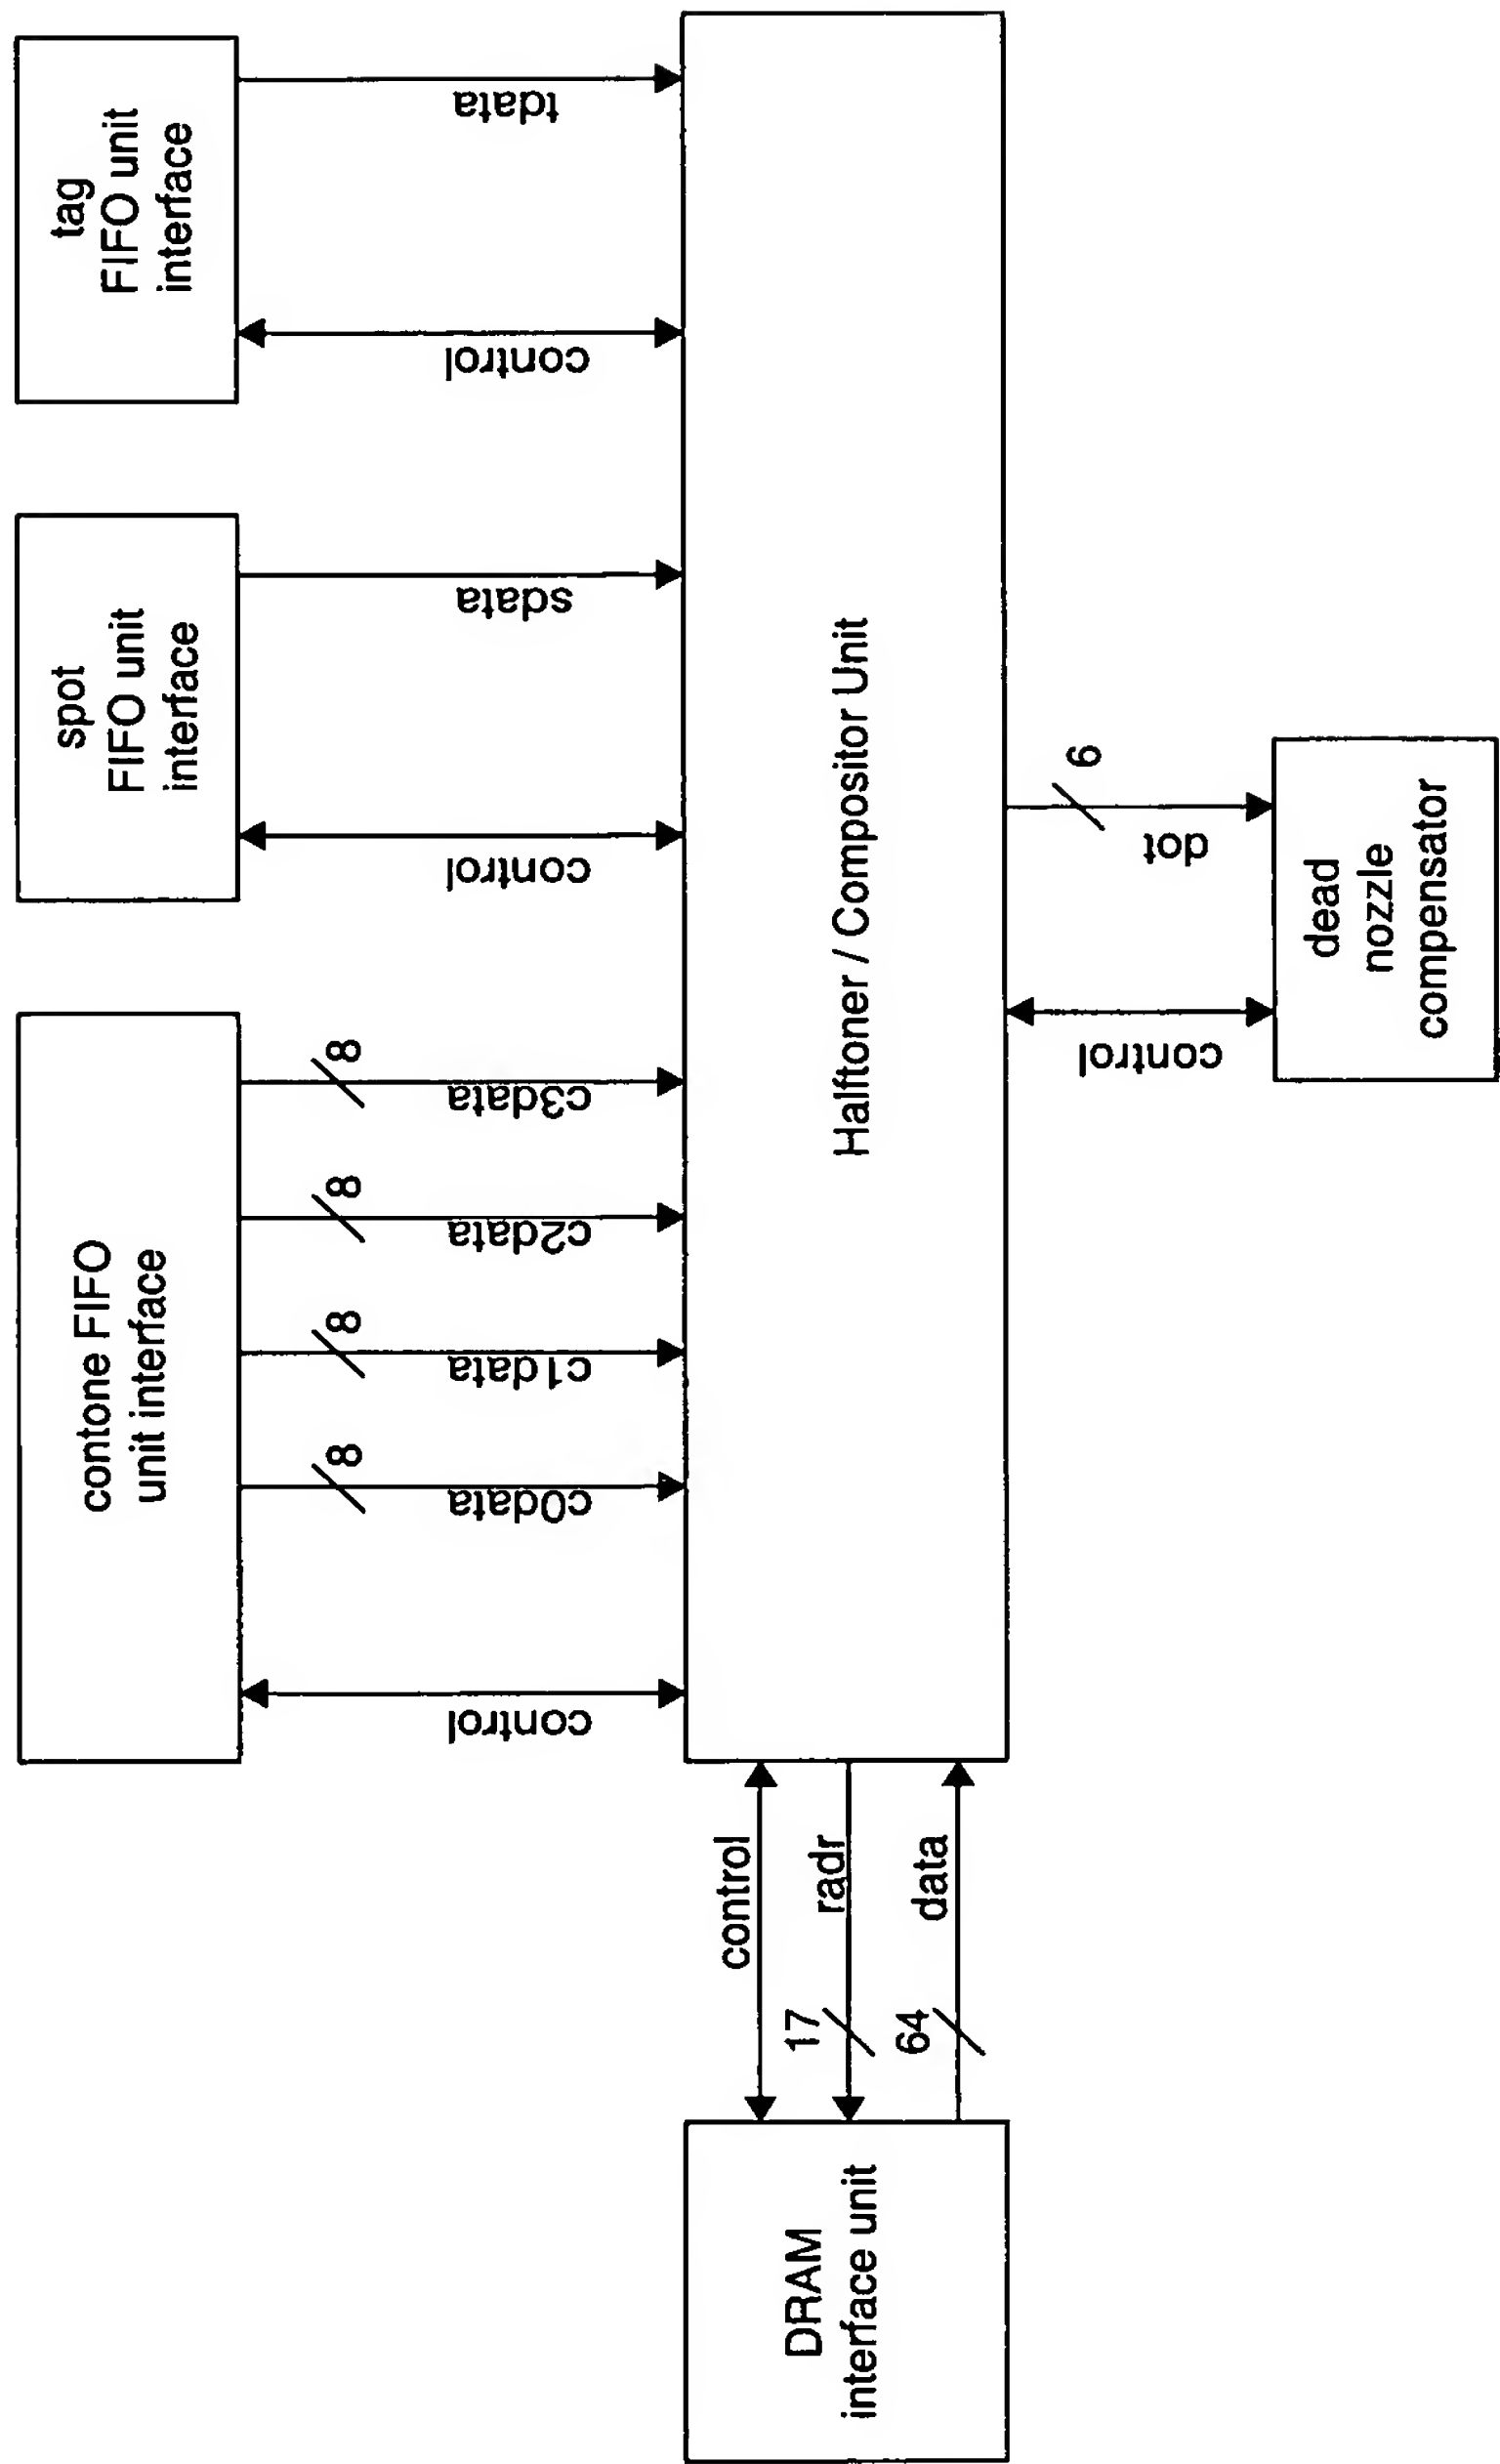 contone FIFO
unit interface
spot
FIFO unit
interface
tag
FIFO unit
interface
control
8
c0data
8
c1data
8
c2data
8
c3data
control
sdata
control
tdata
DRAM
interface unit
control
17
radr
64
data
Halftoner / Compositor Unit
control
6
dot
dead
nozzle
compensator